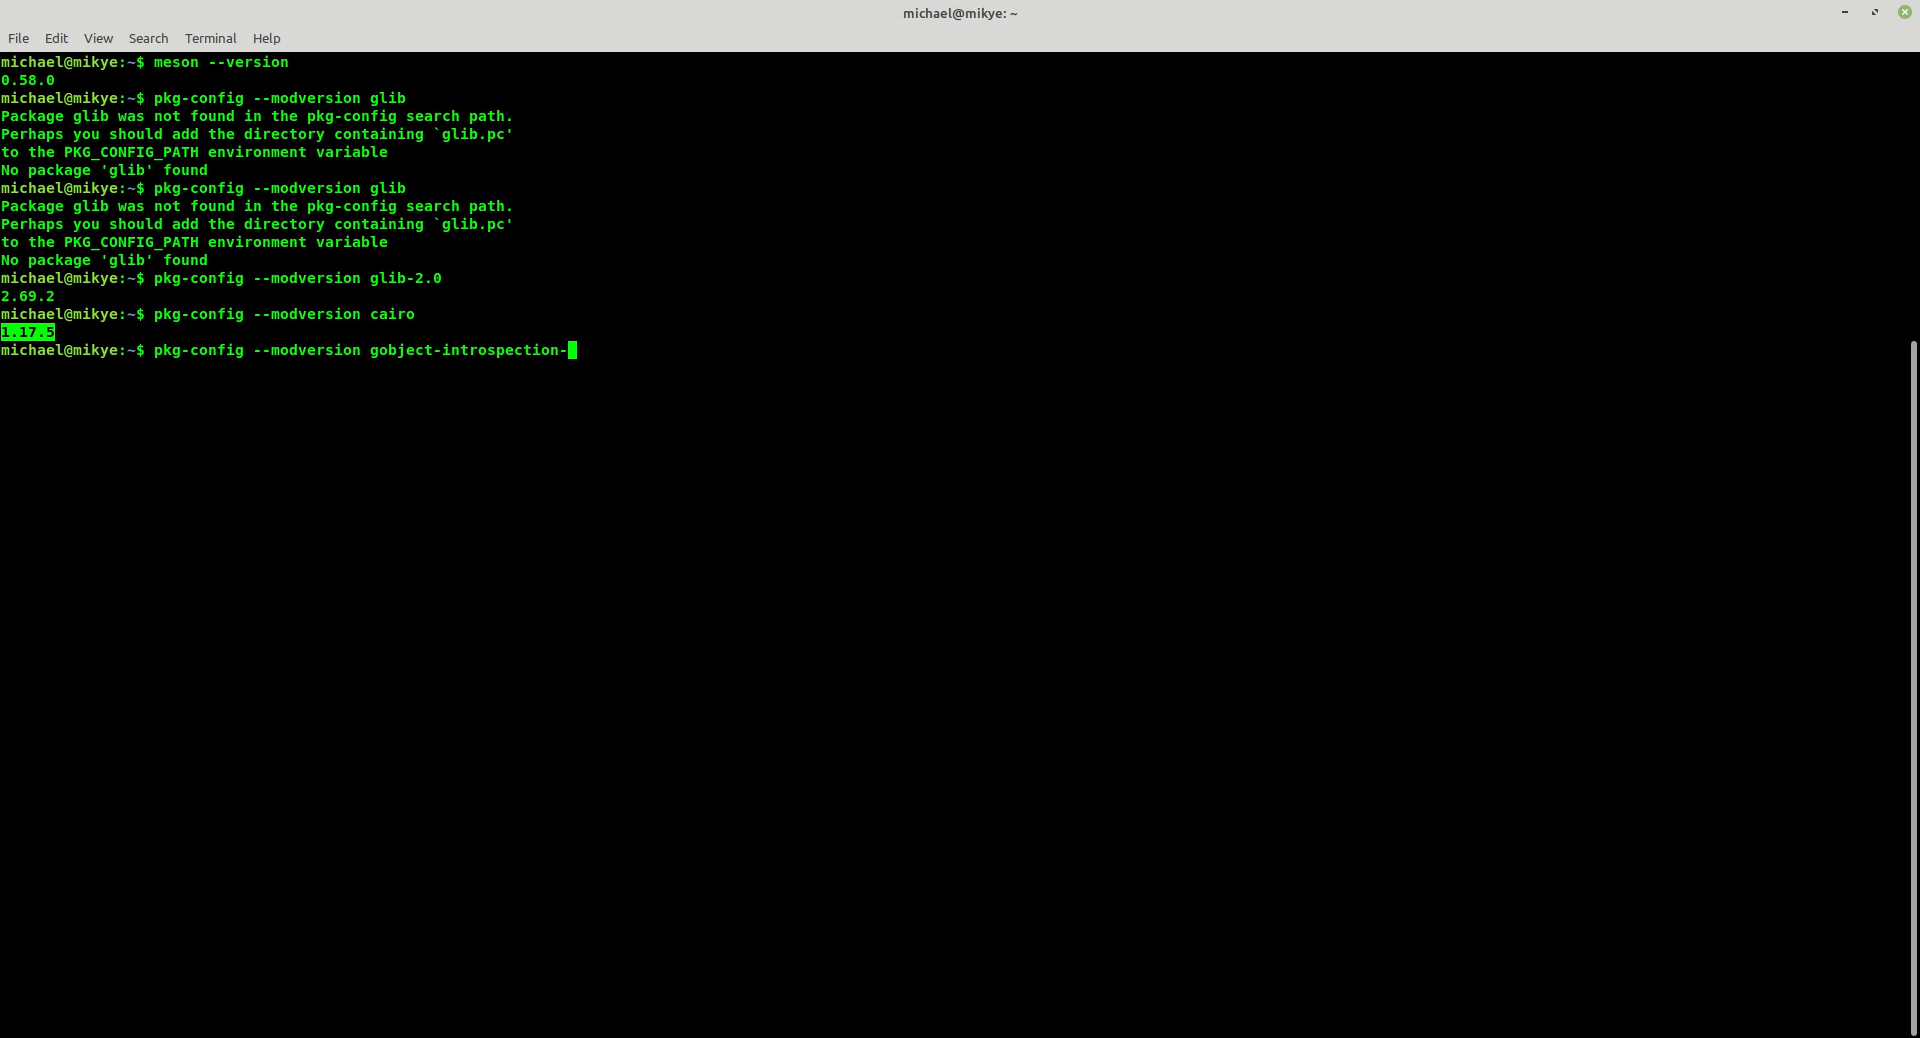 michael@mikye: ~
File Edit View Search Terminal Help
michael@mikye:~$ meson --version
0.58.0
michael@mikye:~$ pkg-config --modversion glib
Package glib was not found in the pkg-config search path.
Perhaps you should add the directory containing `glib.pc'
to the PKG_CONFIG_PATH environment variable
No package 'glib' found
michael@mikye:~$ pkg-config --modversion glib
Package glib was not found in the pkg-config search path.
Perhaps you should add the directory containing `glib.pc'
to the PKG_CONFIG_PATH environment variable
No package 'glib' found
michael@mikye:~$ pkg-config --modversion glib-2.0
2.69.2
michael@mikye:~$ pkg-config --modversion cairo
1.17.5
michael@mikye:~$ pkg-config --modversion gobject-introspection-